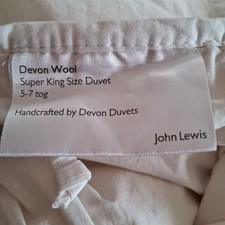 Devon Wool
Super King Size Duvet
5-7 tog
Handcrafted by Devon Duvets
John Lewis